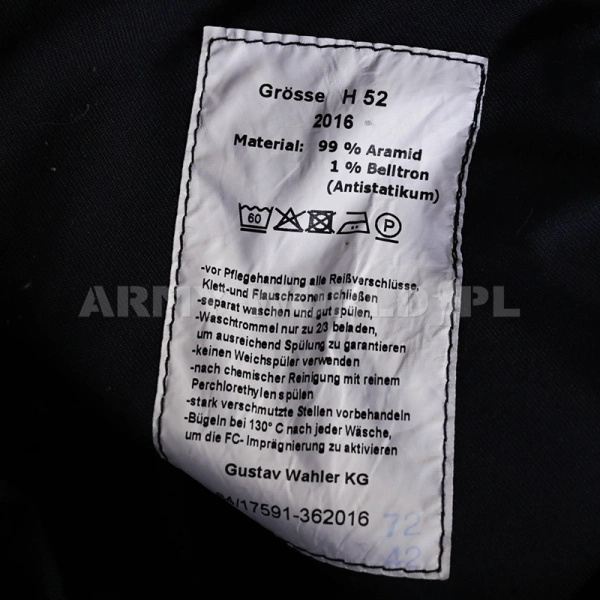 Grösse H 52
2016
Material: 99 % Aramid
1 % Belltron
(Antistatikum)
60 P
-vor Pflegehandlung alle Reißverschlüsse,
Klett-und Flauschzonen schließen
-separat waschen und gut spülen,
-Waschtrommel nur zu 2/3 beladen,
um ausreichend Spülung zu garantieren
-keinen Weichspüler verwenden
-nach chemischer Reinigung mit reinem
Perchlorethylen spülen
-stark verschmutzte Stellen vorbehandeln
-Bügeln bei 130° C nach jeder Wäsche,
um die FC- Imprägnierung zu aktivieren
Gustav Wahler KG
/17591-362016
72
42